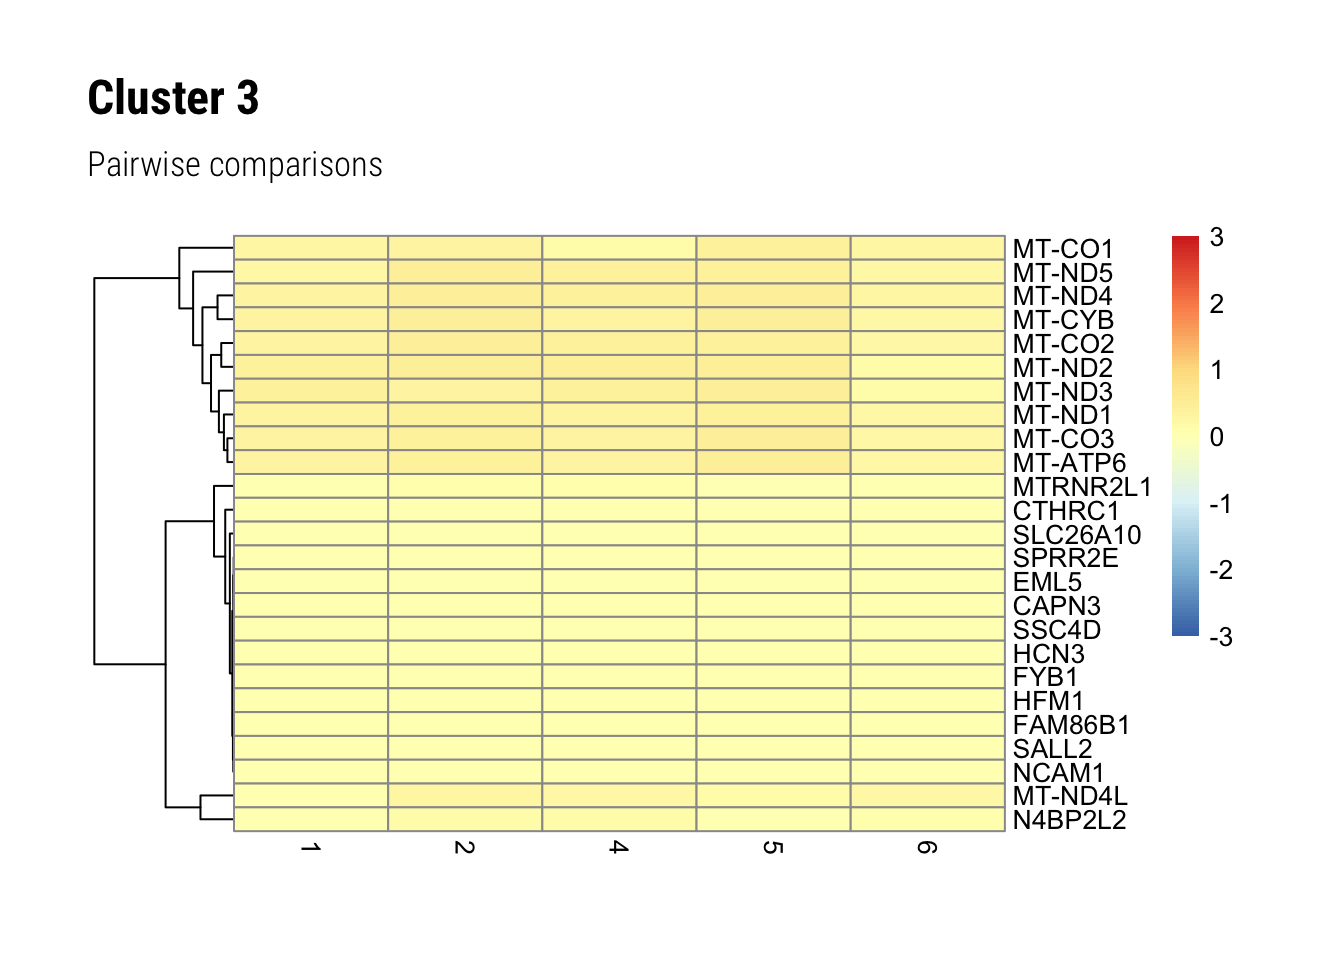 Cluster 3
Pairwise comparisons
MT-CO1
MT-ND5
MT-ND4
MT-CYB
MT-CO2
MT-ND2
MT-ND3
MT-ND1
MT-CO3
MT-ATP6
MTRNR2L1
CTHRC1
SLC26A10
SPRR2E
EML5
CAPN3
SSC4D
HCN3
FYB1
HFM1
FAM86B1
SALL2
NCAM1
MT-ND4L
N4BP2L2
3
2
1
0
-1
-2
-3
1 2 4 5 6